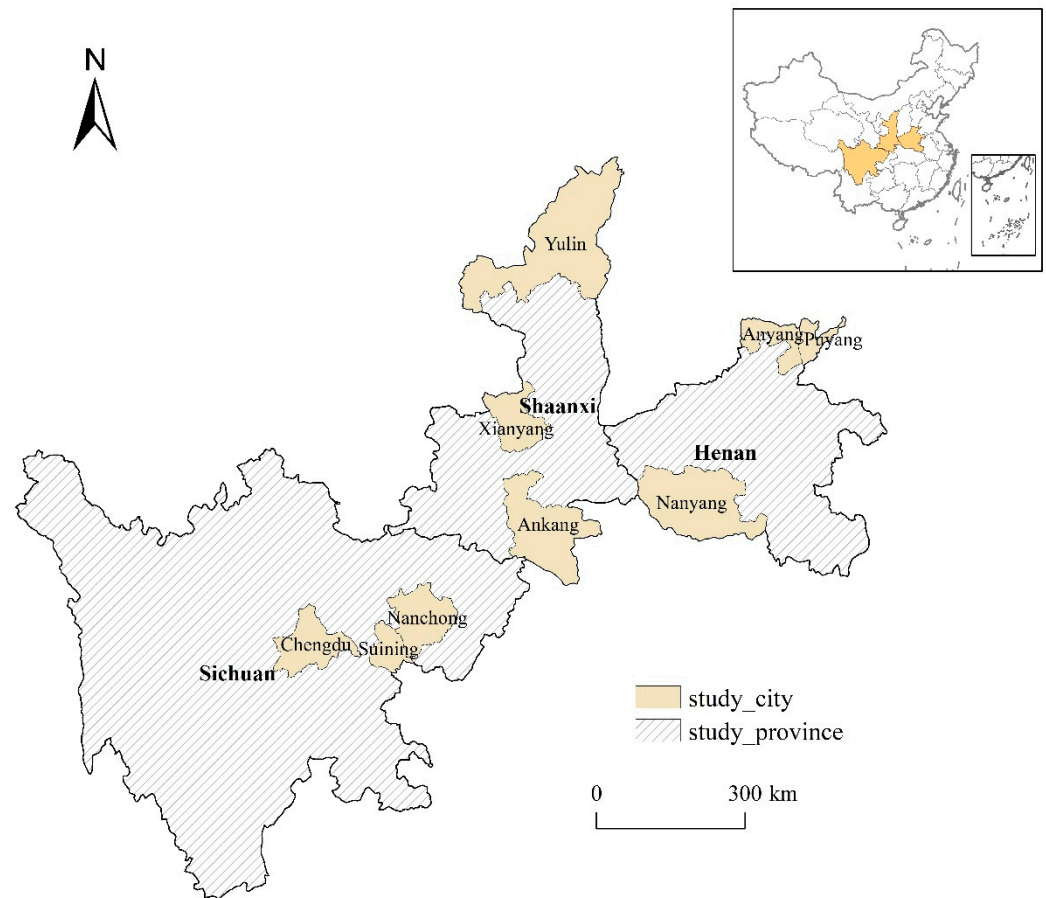 N
Yulin
Anyang
Puyang
Shaanxi
Xianyang
Henan
Nanyang
Ankang
Nanchong
Chengdu
Suining
Sichuan
study_city
study_province
0 300 km